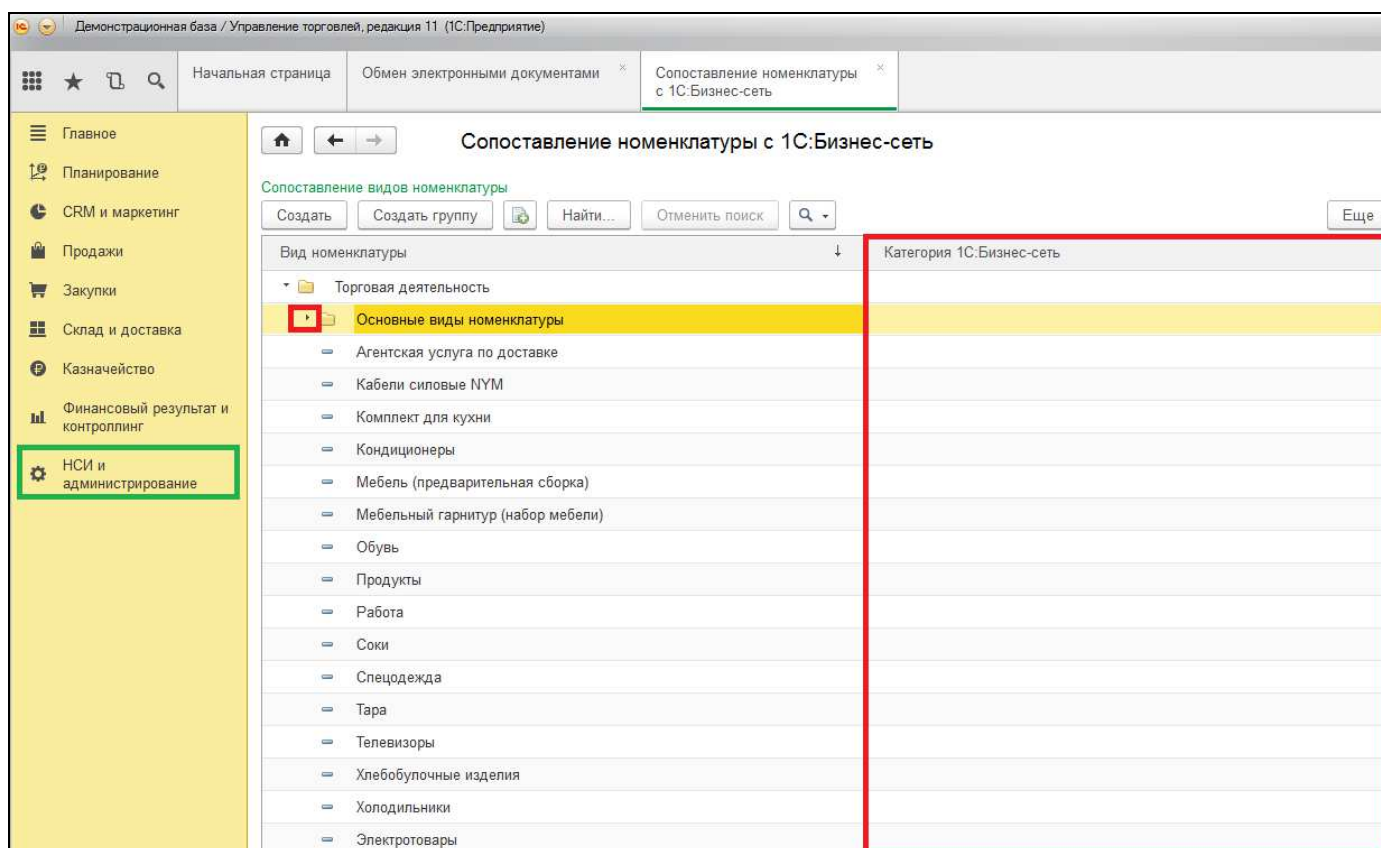 Демонстрационная база / Управление торговлей, редакция 11 (1С:Предприятие)
Начальная страница
Обмен электронными документами
Сопоставление номенклатуры
с 1С:Бизнес-сеть
Главное
Планирование
CRM и маркетинг
Продажи
Закупки
Склад и доставка
Казначейство
Финансовый результат и
контроллинг
НСИ и
администрирование
Сопоставление номенклатуры с 1С:Бизнес-сеть
Сопоставление видов номенклатуры
Создать Создать группу Найти... Отменить поиск Еще
Вид номенклатуры ↓ Категория 1С:Бизнес-сеть
Торговая деятельность
Основные виды номенклатуры
Агентская услуга по доставке
Кабели силовые NYM
Комплект для кухни
Кондиционеры
Мебель (предварительная сборка)
Мебельный гарнитур (набор мебели)
Обувь
Продукты
Работа
Соки
Спецодежда
Тара
Телевизоры
Хлебобулочные изделия
Холодильники
Электротовары